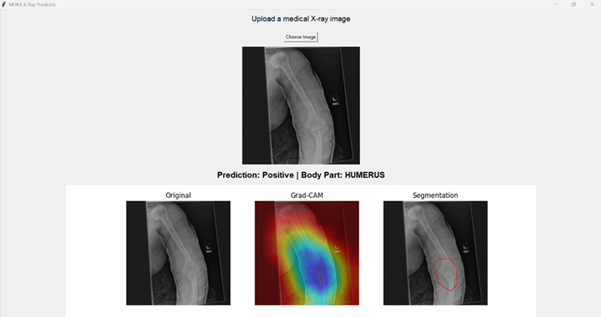 MURA X-Ray Predictor
Upload a medical X-ray image
Choose Image
L
Prediction: Positive | Body Part: HUMERUS
Original
Grad-CAM
Segmentation
L
L